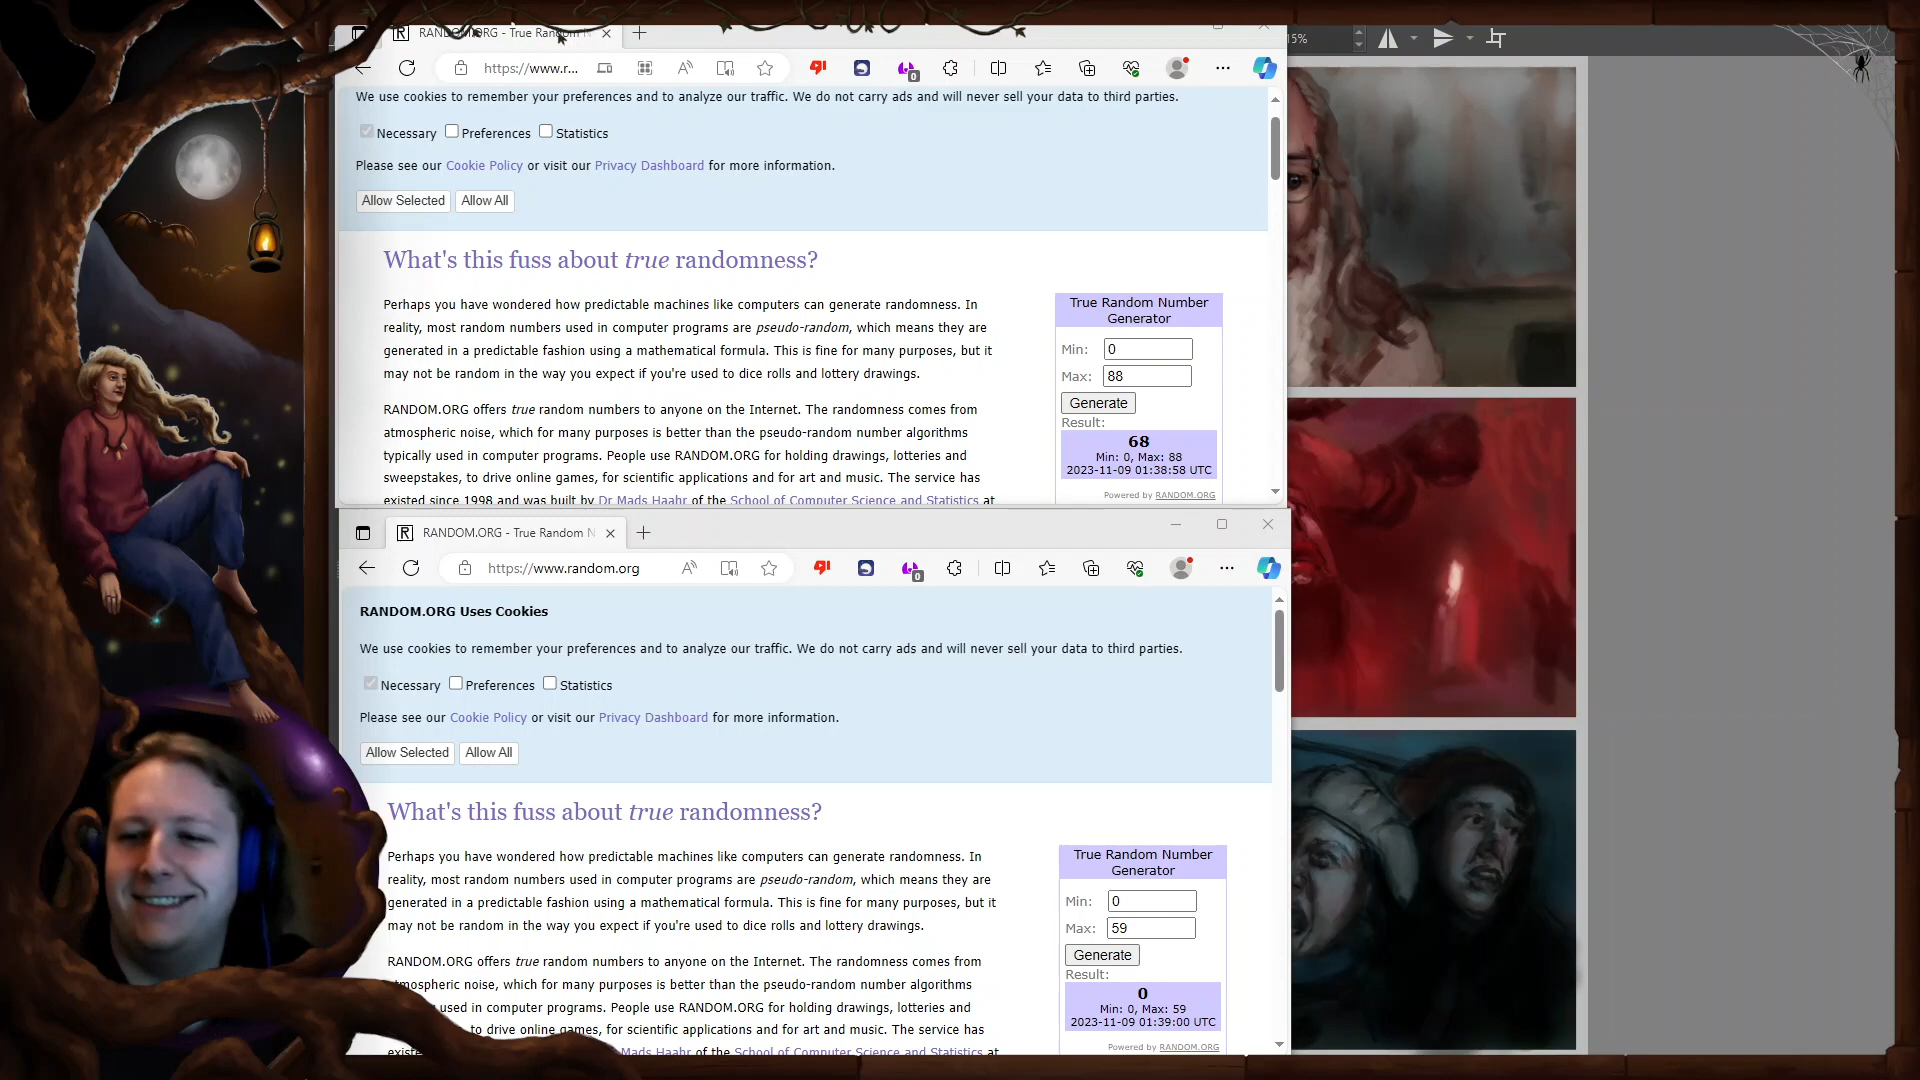 RANDOM.ORG - True Random N
15%
https://www.r...
0
We use cookies to remember your preferences and to analyze our traffic. We do not carry ads and will never sell your data to third parties.
Necessary Preferences Statistics
Please see our Cookie Policy or visit our Privacy Dashboard for more information.
Allow Selected Allow All
What's this fuss about true randomness?
Perhaps you have wondered how predictable machines like computers can generate randomness. In
reality, most random numbers used in computer programs are pseudo-random, which means they are
generated in a predictable fashion using a mathematical formula. This is fine for many purposes, but it
may not be random in the way you expect if you're used to dice rolls and lottery drawings.
RANDOM.ORG offers true random numbers to anyone on the Internet. The randomness comes from
atmospheric noise, which for many purposes is better than the pseudo-random number algorithms
typically used in computer programs. People use RANDOM.ORG for holding drawings, lotteries and
sweepstakes, to drive online games, for scientific applications and for art and music. The service has
existed since 1998 and was built by Dr Mads Haahr of the School of Computer Science and Statistics at
True Random Number
Generator
Min: 0
Max: 88
Generate
Result:
68
Min: 0, Max: 88
2023-11-09 01:38:58 UTC
Powered by RANDOM.ORG
RANDOM.ORG - True Random N
https://www.random.org
0
RANDOM.ORG Uses Cookies
We use cookies to remember your preferences and to analyze our traffic. We do not carry ads and will never sell your data to third parties.
Necessary Preferences Statistics
Please see our Cookie Policy or visit our Privacy Dashboard for more information.
Allow Selected Allow All
What's this fuss about true randomness?
Perhaps you have wondered how predictable machines like computers can generate randomness. In
reality, most random numbers used in computer programs are pseudo-random, which means they are
generated in a predictable fashion using a mathematical formula. This is fine for many purposes, but it
may not be random in the way you expect if you're used to dice rolls and lottery drawings.
RANDOM.ORG offers true random numbers to anyone on the Internet. The randomness comes from
atmospheric noise, which for many purposes is better than the pseudo-random number algorithms
used in computer programs. People use RANDOM.ORG for holding drawings, lotteries and
to drive online games, for scientific applications and for art and music. The service has
Mads Haahr of the School of Computer Science and Statistics at
True Random Number
Generator
Min: 0
Max: 59
Generate
Result:
0
Min: 0, Max: 59
2023-11-09 01:39:00 UTC
Powered by RANDOM.ORG